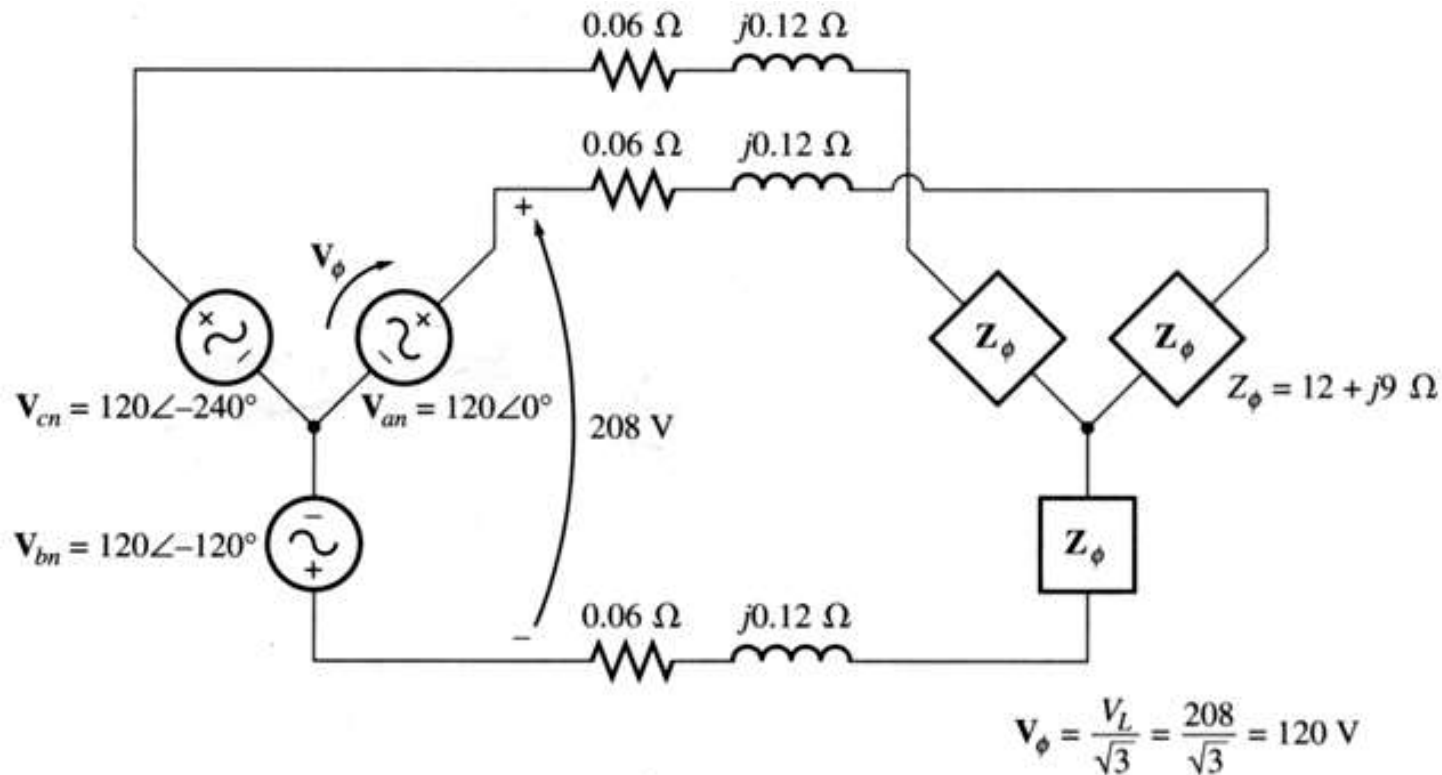 0.06 Ω j0.12 Ω
0.06 Ω j0.12 Ω
+
V_ϕ
+ +
− −
V_cn = 120∠–240° V_an = 120∠0°
208 V
Z_ϕ Z_ϕ
Z_ϕ = 12 + j9 Ω
−
V_bn = 120∠–120°
+
Z_ϕ
0.06 Ω j0.12 Ω
−
V_ϕ = V_L/√3 = 208/√3 = 120 V